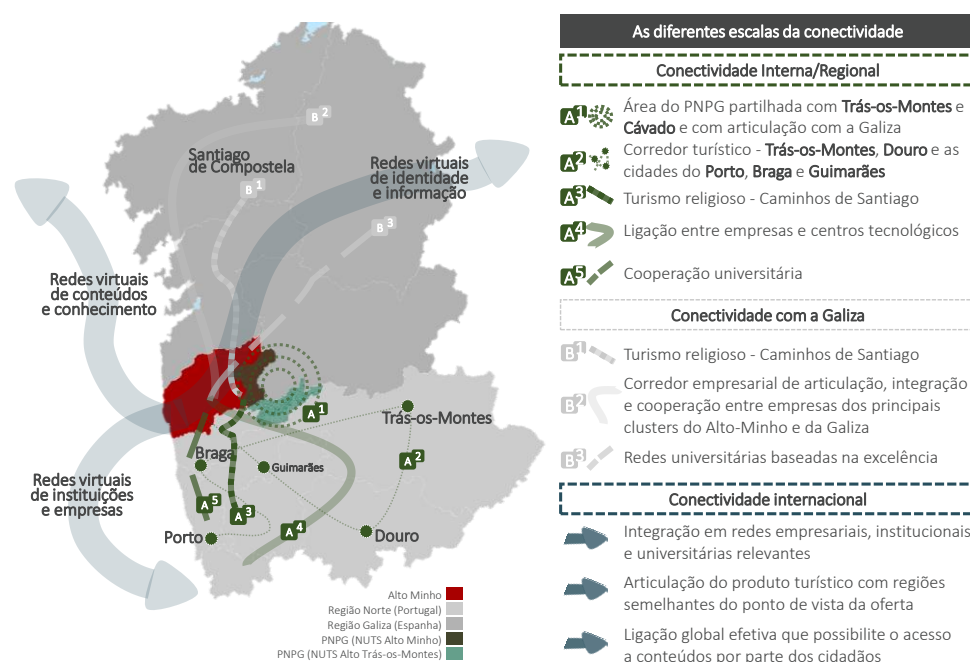 Santiago
de Compostela
Redes virtuais
de identidade
e informação
Redes virtuais
de conteúdos
e conhecimento
Redes virtuais
de instituições
e empresas
B2
B1
B3
A1
Trás-os-Montes
A2
Braga
Guimarães
A5
A3
A4
Porto
Douro
Alto Minho
Região Norte (Portugal)
Região Galiza (Espanha)
PNPG (NUTS Alto Minho)
PNPG (NUTS Alto Trás-os-Montes)
As diferentes escalas da conectividade
Conectividade Interna/Regional
A1 Área do PNPG partilhada com Trás-os-Montes e
Cávado e com articulação com a Galiza
A2 Corredor turístico - Trás-os-Montes, Douro e as
cidades do Porto, Braga e Guimarães
A3 Turismo religioso - Caminhos de Santiago
A4 Ligação entre empresas e centros tecnológicos
A5 Cooperação universitária
Conectividade com a Galiza
B1 Turismo religioso - Caminhos de Santiago
B2 Corredor empresarial de articulação, integração
e cooperação entre empresas dos principais
clusters do Alto-Minho e da Galiza
B3 Redes universitárias baseadas na excelência
Conectividade internacional
Integração em redes empresariais, institucionais
e universitárias relevantes
Articulação do produto turístico com regiões
semelhantes do ponto de vista da oferta
Ligação global efetiva que possibilite o acesso
a conteúdos por parte dos cidadãos